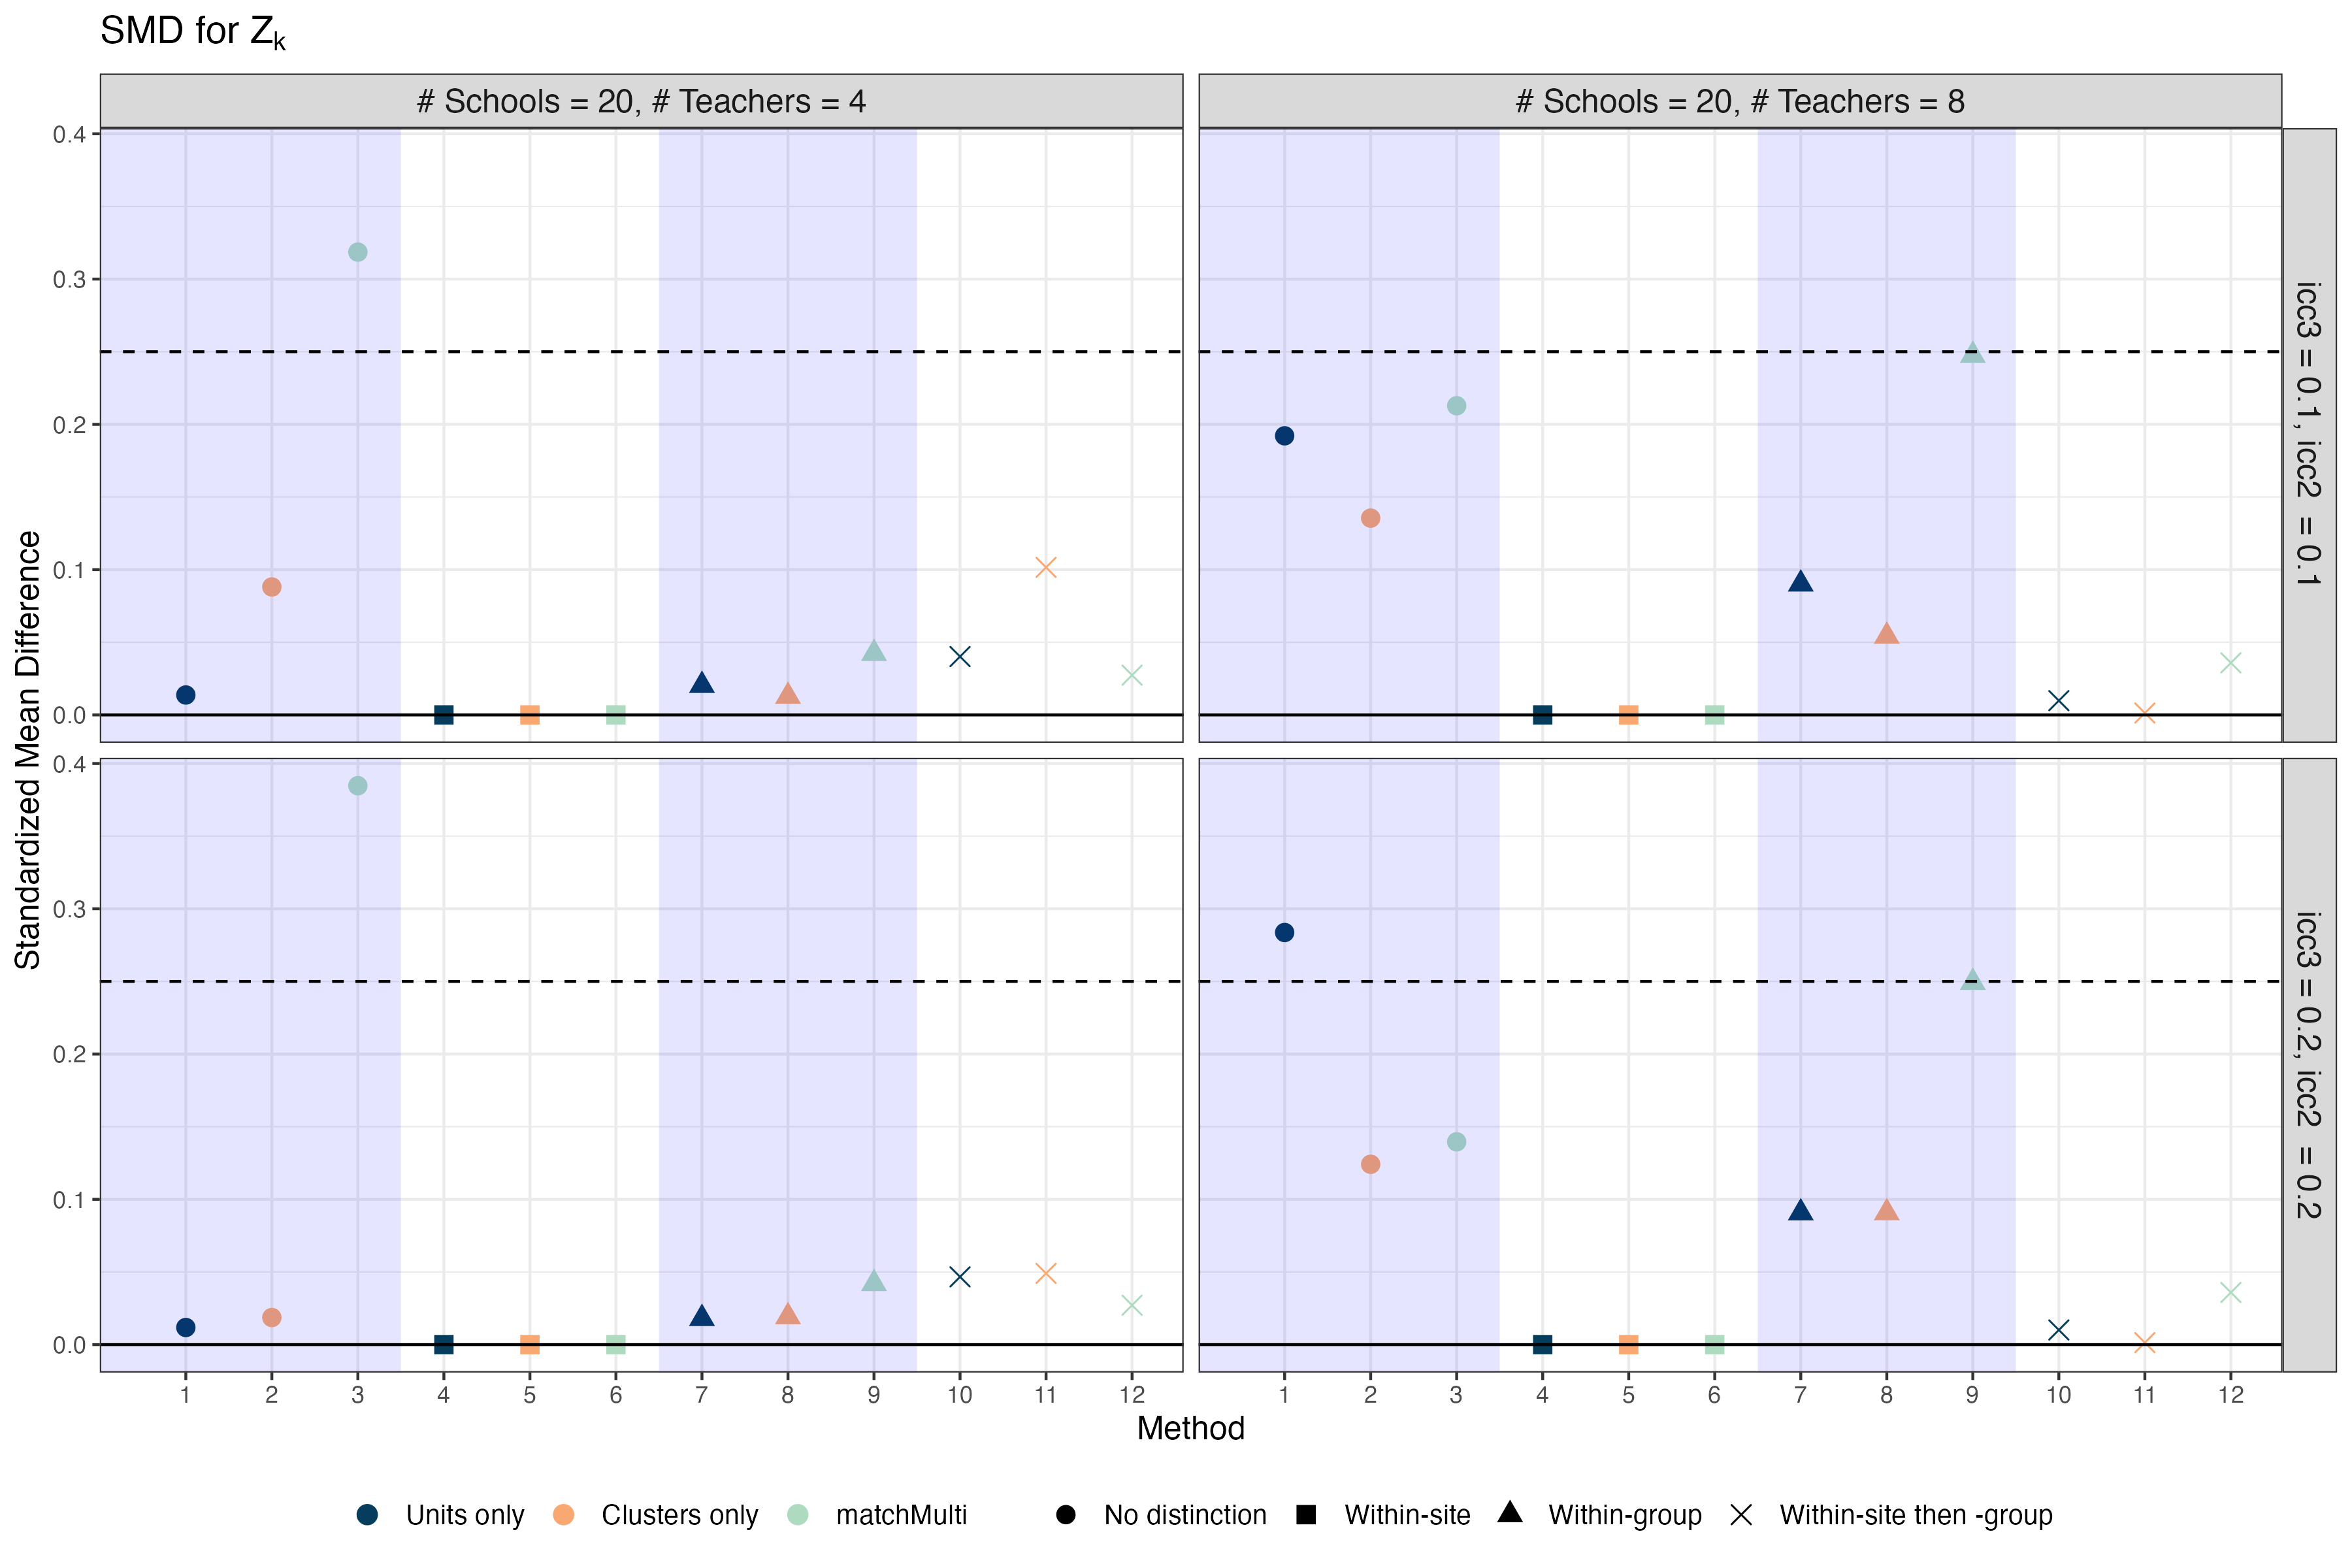 SMD for Zk
# Schools = 20, # Teachers = 4
# Schools = 20, # Teachers = 8
icc3 = 0.1, icc2 = 0.1
icc3 = 0.2, icc2 = 0.2
Standardized Mean Difference
0.4
0.3
0.2
0.1
0.0
0.4
0.3
0.2
0.1
0.0
1 2 3 4 5 6 7 8 9 10 11 12
1 2 3 4 5 6 7 8 9 10 11 12
Method
Units only Clusters only matchMulti No distinction Within-site Within-group Within-site then -group